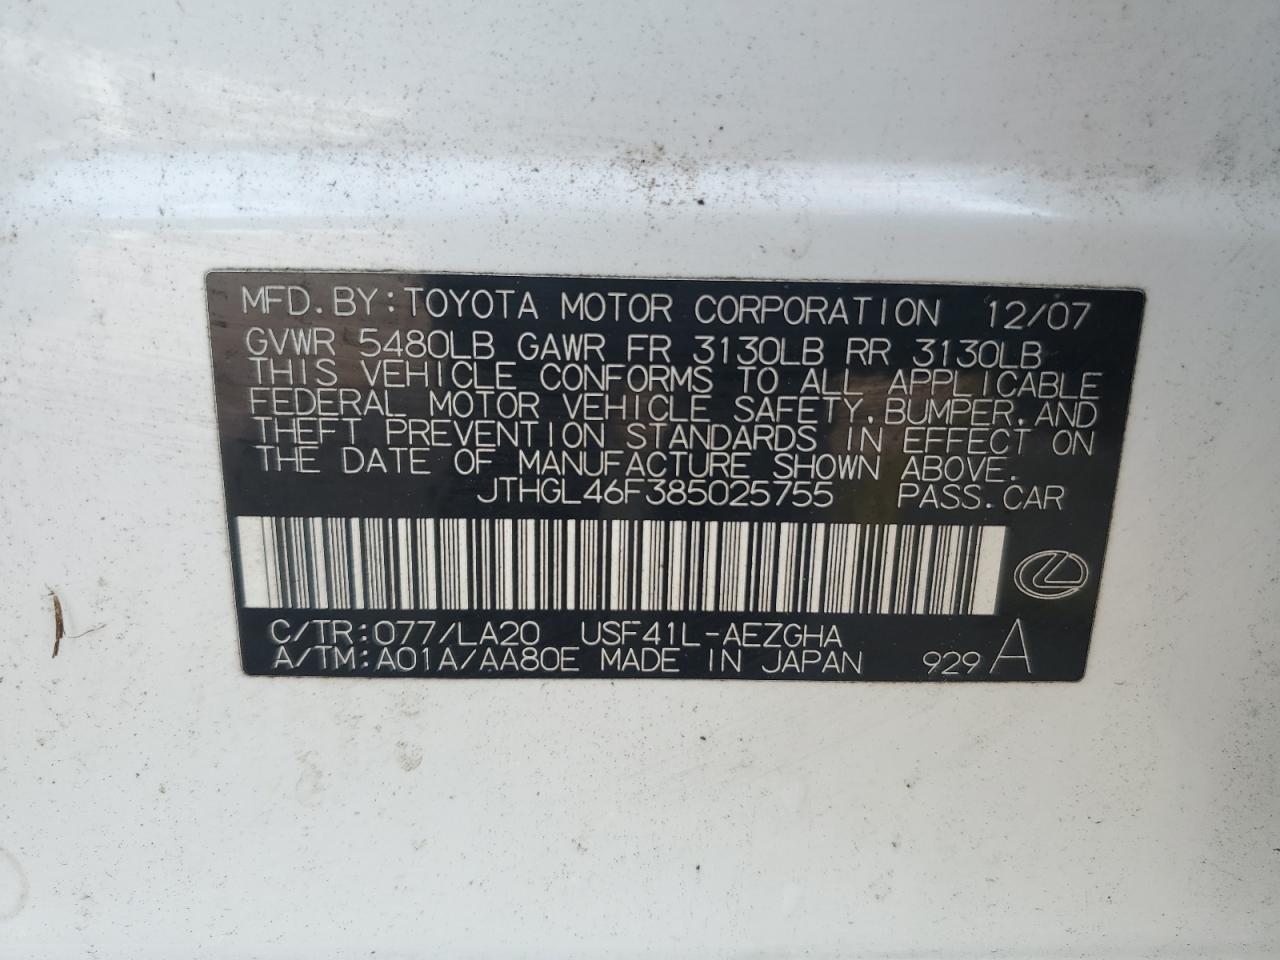 MFD. BY: TOYOTA MOTOR CORPORATION 12/07
GVWR 5480LB GAWR FR 3130LB RR 3130LB
THIS VEHICLE CONFORMS TO ALL APPLICABLE
FEDERAL MOTOR VEHICLE SAFETY, BUMPER, AND
THEFT PREVENTION STANDARDS IN EFFECT ON
THE DATE OF MANUFACTURE SHOWN ABOVE.
JTHGL46F385025755 PASS. CAR
C/TR: 077/LA20 USF41L-AEZGHA
A/TM: A01A/AA80E MADE IN JAPAN 929 A